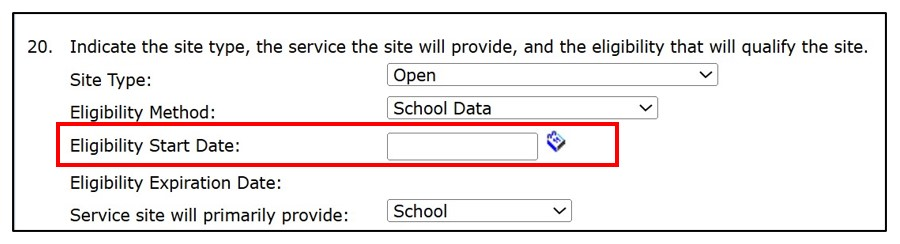 20. Indicate the site type, the service the site will provide, and the eligibility that will qualify the site.
Site Type: Open
Eligibility Method: School Data
Eligibility Start Date:
Eligibility Expiration Date:
Service site will primarily provide: School